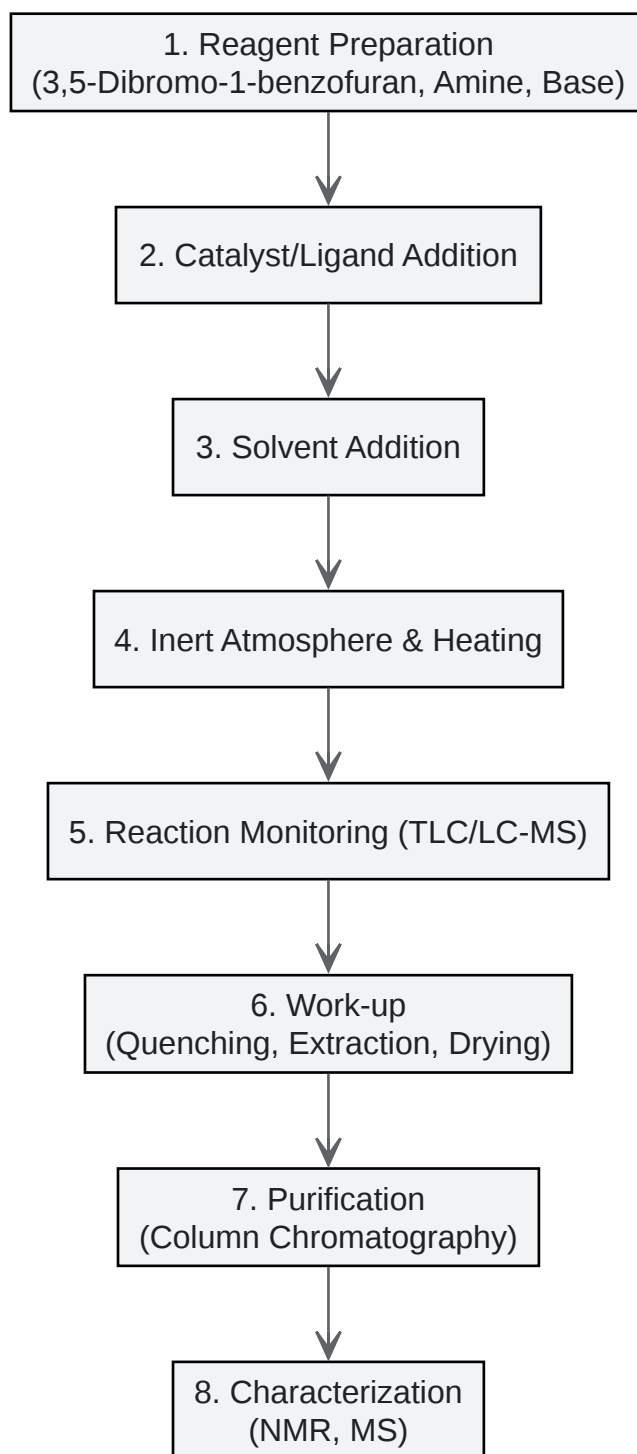 1. Reagent Preparation
(3,5-Dibromo-1-benzofuran, Amine, Base)
2. Catalyst/Ligand Addition
3. Solvent Addition
4. Inert Atmosphere & Heating
5. Reaction Monitoring (TLC/LC-MS)
6. Work-up
(Quenching, Extraction, Drying)
7. Purification
(Column Chromatography)
8. Characterization
(NMR, MS)